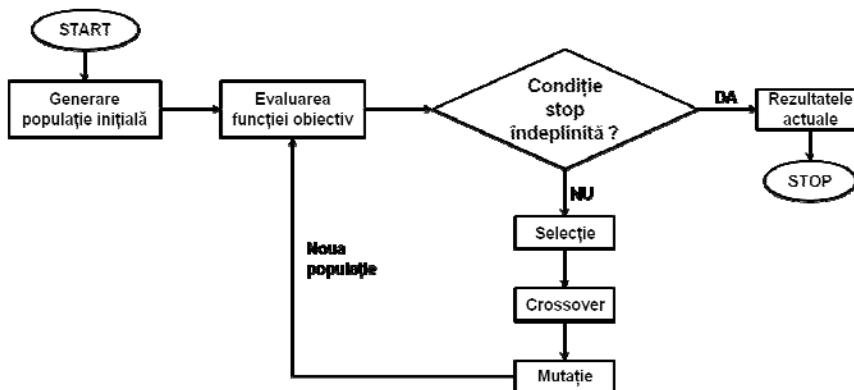 START
Generare
populație inițială
Evaluarea
funcției obiectiv
Condiție
stop
îndeplinită ?
DA
Rezultatele
actuale
STOP
NU
Selecție
Crossover
Mutație
Noua
populație